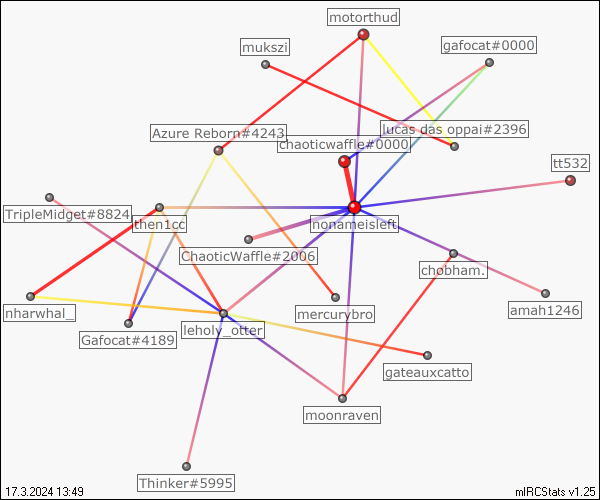 motorthud
mukszi
gafocat#0000
Azure Reborn#4243
lucas das oppai#2396
chaoticwaffle#0000
tt532
TripleMidget#8824
then1cc
nonameisleft
ChaoticWaffle#2006
chobham.
nharwhal_
mercurybro
amah1246
Gafocat#4189
leholy_otter
gateauxcatto
moonraven
Thinker#5995
17.3.2024 13:49
mIRCStats v1.25